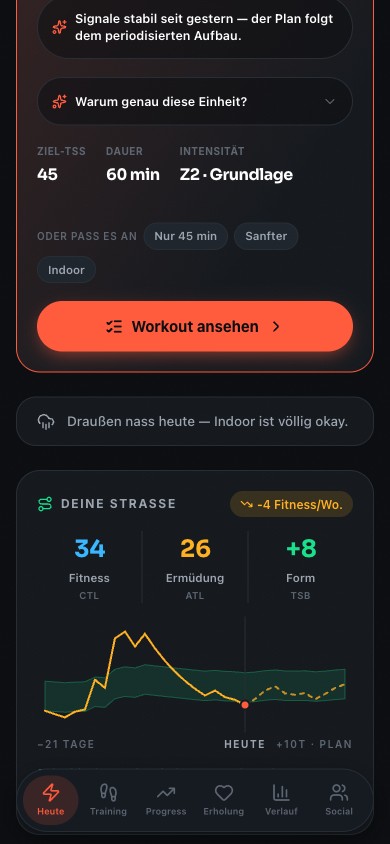 Signale stabil seit gestern — der Plan folgt
dem periodisierten Aufbau.
Warum genau diese Einheit?
ZIEL-TSS DAUER INTENSITÄT
45 60 min Z2 · Grundlage
ODER PASS ES AN Nur 45 min Sanfter
Indoor
Workout ansehen
Draußen nass heute — Indoor ist völlig okay.
DEINE STRASSE -4 Fitness/Wo.
34 26 +8
Fitness Ermüdung Form
CTL ATL TSB
−21 TAGE HEUTE +10T · PLAN
Heute Training Progress Erholung Verlauf Social